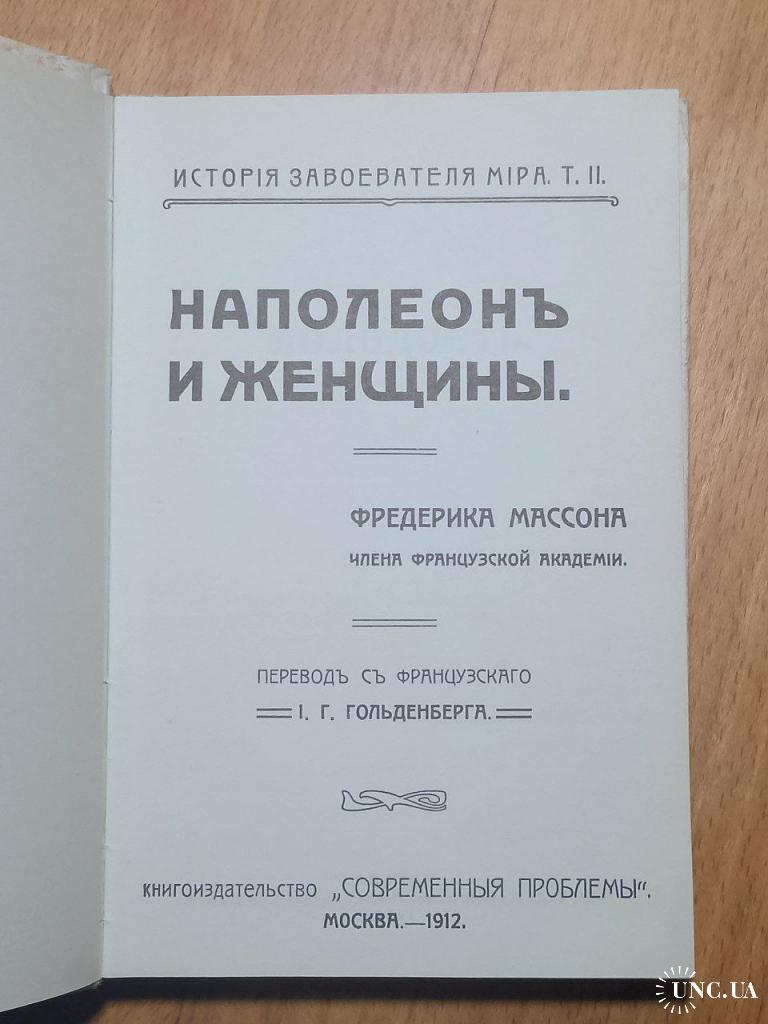 ИСТОРІЯ ЗАВОЕВАТЕЛЯ МІРА. Т. II.
НАПОЛЕОНЪ
И ЖЕНЩИНЫ.
ФРЕДЕРИКА МАССОНА
ЧЛЕНА ФРАНЦУЗСКОЙ АКАДЕМІИ.
ПЕРЕВОДЪ СЪ ФРАНЦУЗСКАГО
І. Г. ГОЛЬДЕНБЕРГА.
КНИГОИЗДАТЕЛЬСТВО „СОВРЕМЕННЫЯ ПРОБЛЕМЫ“.
МОСКВА.—1912.
UNC.UA